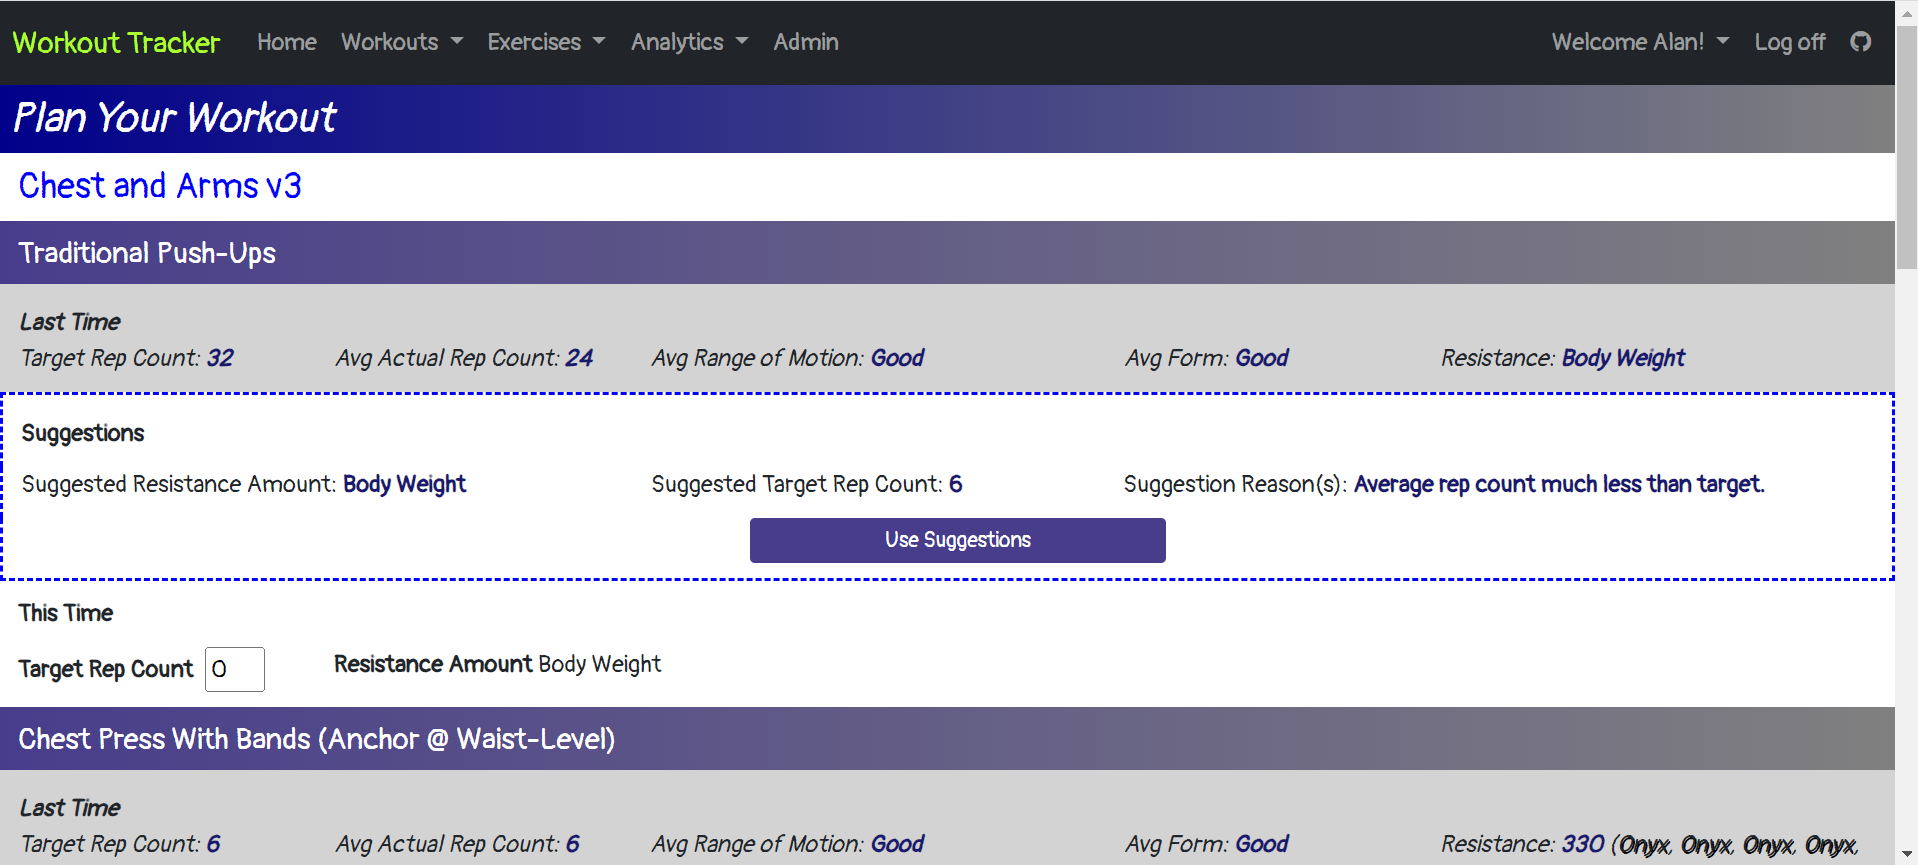 Workout Tracker Home Workouts Exercises Analytics Admin Welcome Alan! Log off
Plan Your Workout
Chest and Arms v3
Traditional Push-Ups
Last Time
Target Rep Count: 32 Avg Actual Rep Count: 24 Avg Range of Motion: Good Avg Form: Good Resistance: Body Weight
Suggestions
Suggested Resistance Amount: Body Weight Suggested Target Rep Count: 6 Suggestion Reason(s): Average rep count much less than target.
Use Suggestions
This Time
Target Rep Count 0 Resistance Amount Body Weight
Chest Press With Bands (Anchor @ Waist-Level)
Last Time
Target Rep Count: 6 Avg Actual Rep Count: 6 Avg Range of Motion: Good Avg Form: Good Resistance: 330 (Onyx, Onyx, Onyx, Onyx,